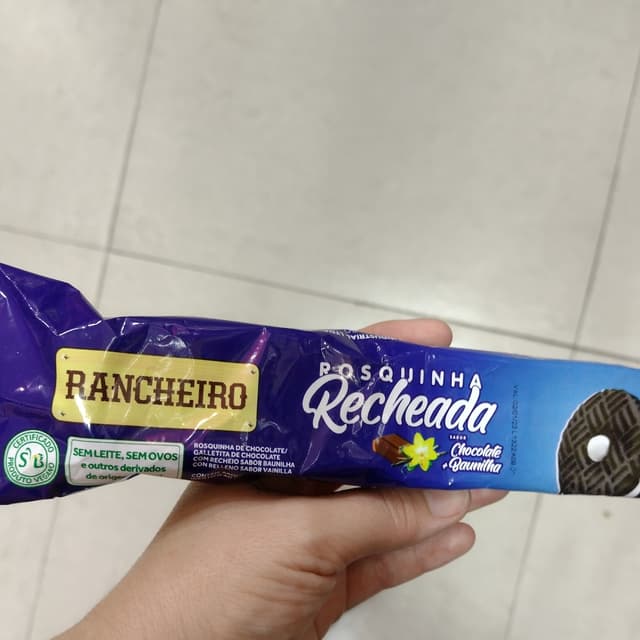 RANCHEIRO
CERTIFICADO
SVB
PRODUTO VEGANO
SEM LEITE, SEM OVOS
e outros derivados
de
ROSQUINHA DE CHOCOLATE/
GALLETITA DE CHOCOLATE
COM RECHEIO SABOR BAUNILHA
CON RELLENO SABOR VAINILLA
ROSQUINHA
Recheada
SABOR
Chocolate
+ Baunilha